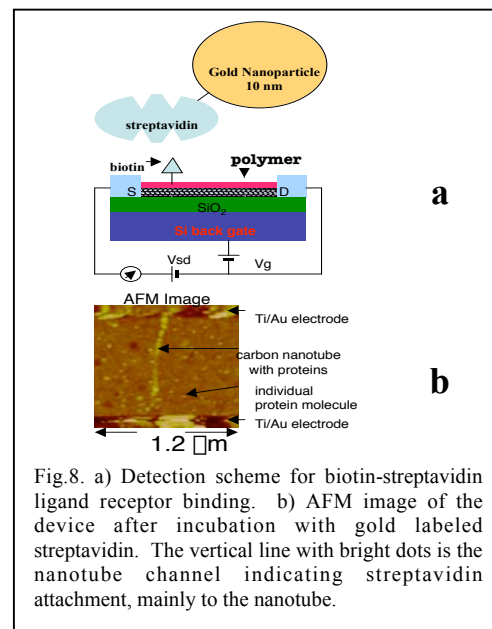 Gold Nanoparticle
10 nm
streptavidin
biotin
polymer
S
D
SiO2
Si back gate
a
Vsd
Vg
AFM Image
Ti/Au electrode
carbon nanotube
with proteins
individual
protein molecule
b
Ti/Au electrode
1.2 □m
Fig.8. a) Detection scheme for biotin-streptavidin
ligand receptor binding. b) AFM image of the
device after incubation with gold labeled
streptavidin. The vertical line with bright dots is the
nanotube channel indicating streptavidin
attachment, mainly to the nanotube.